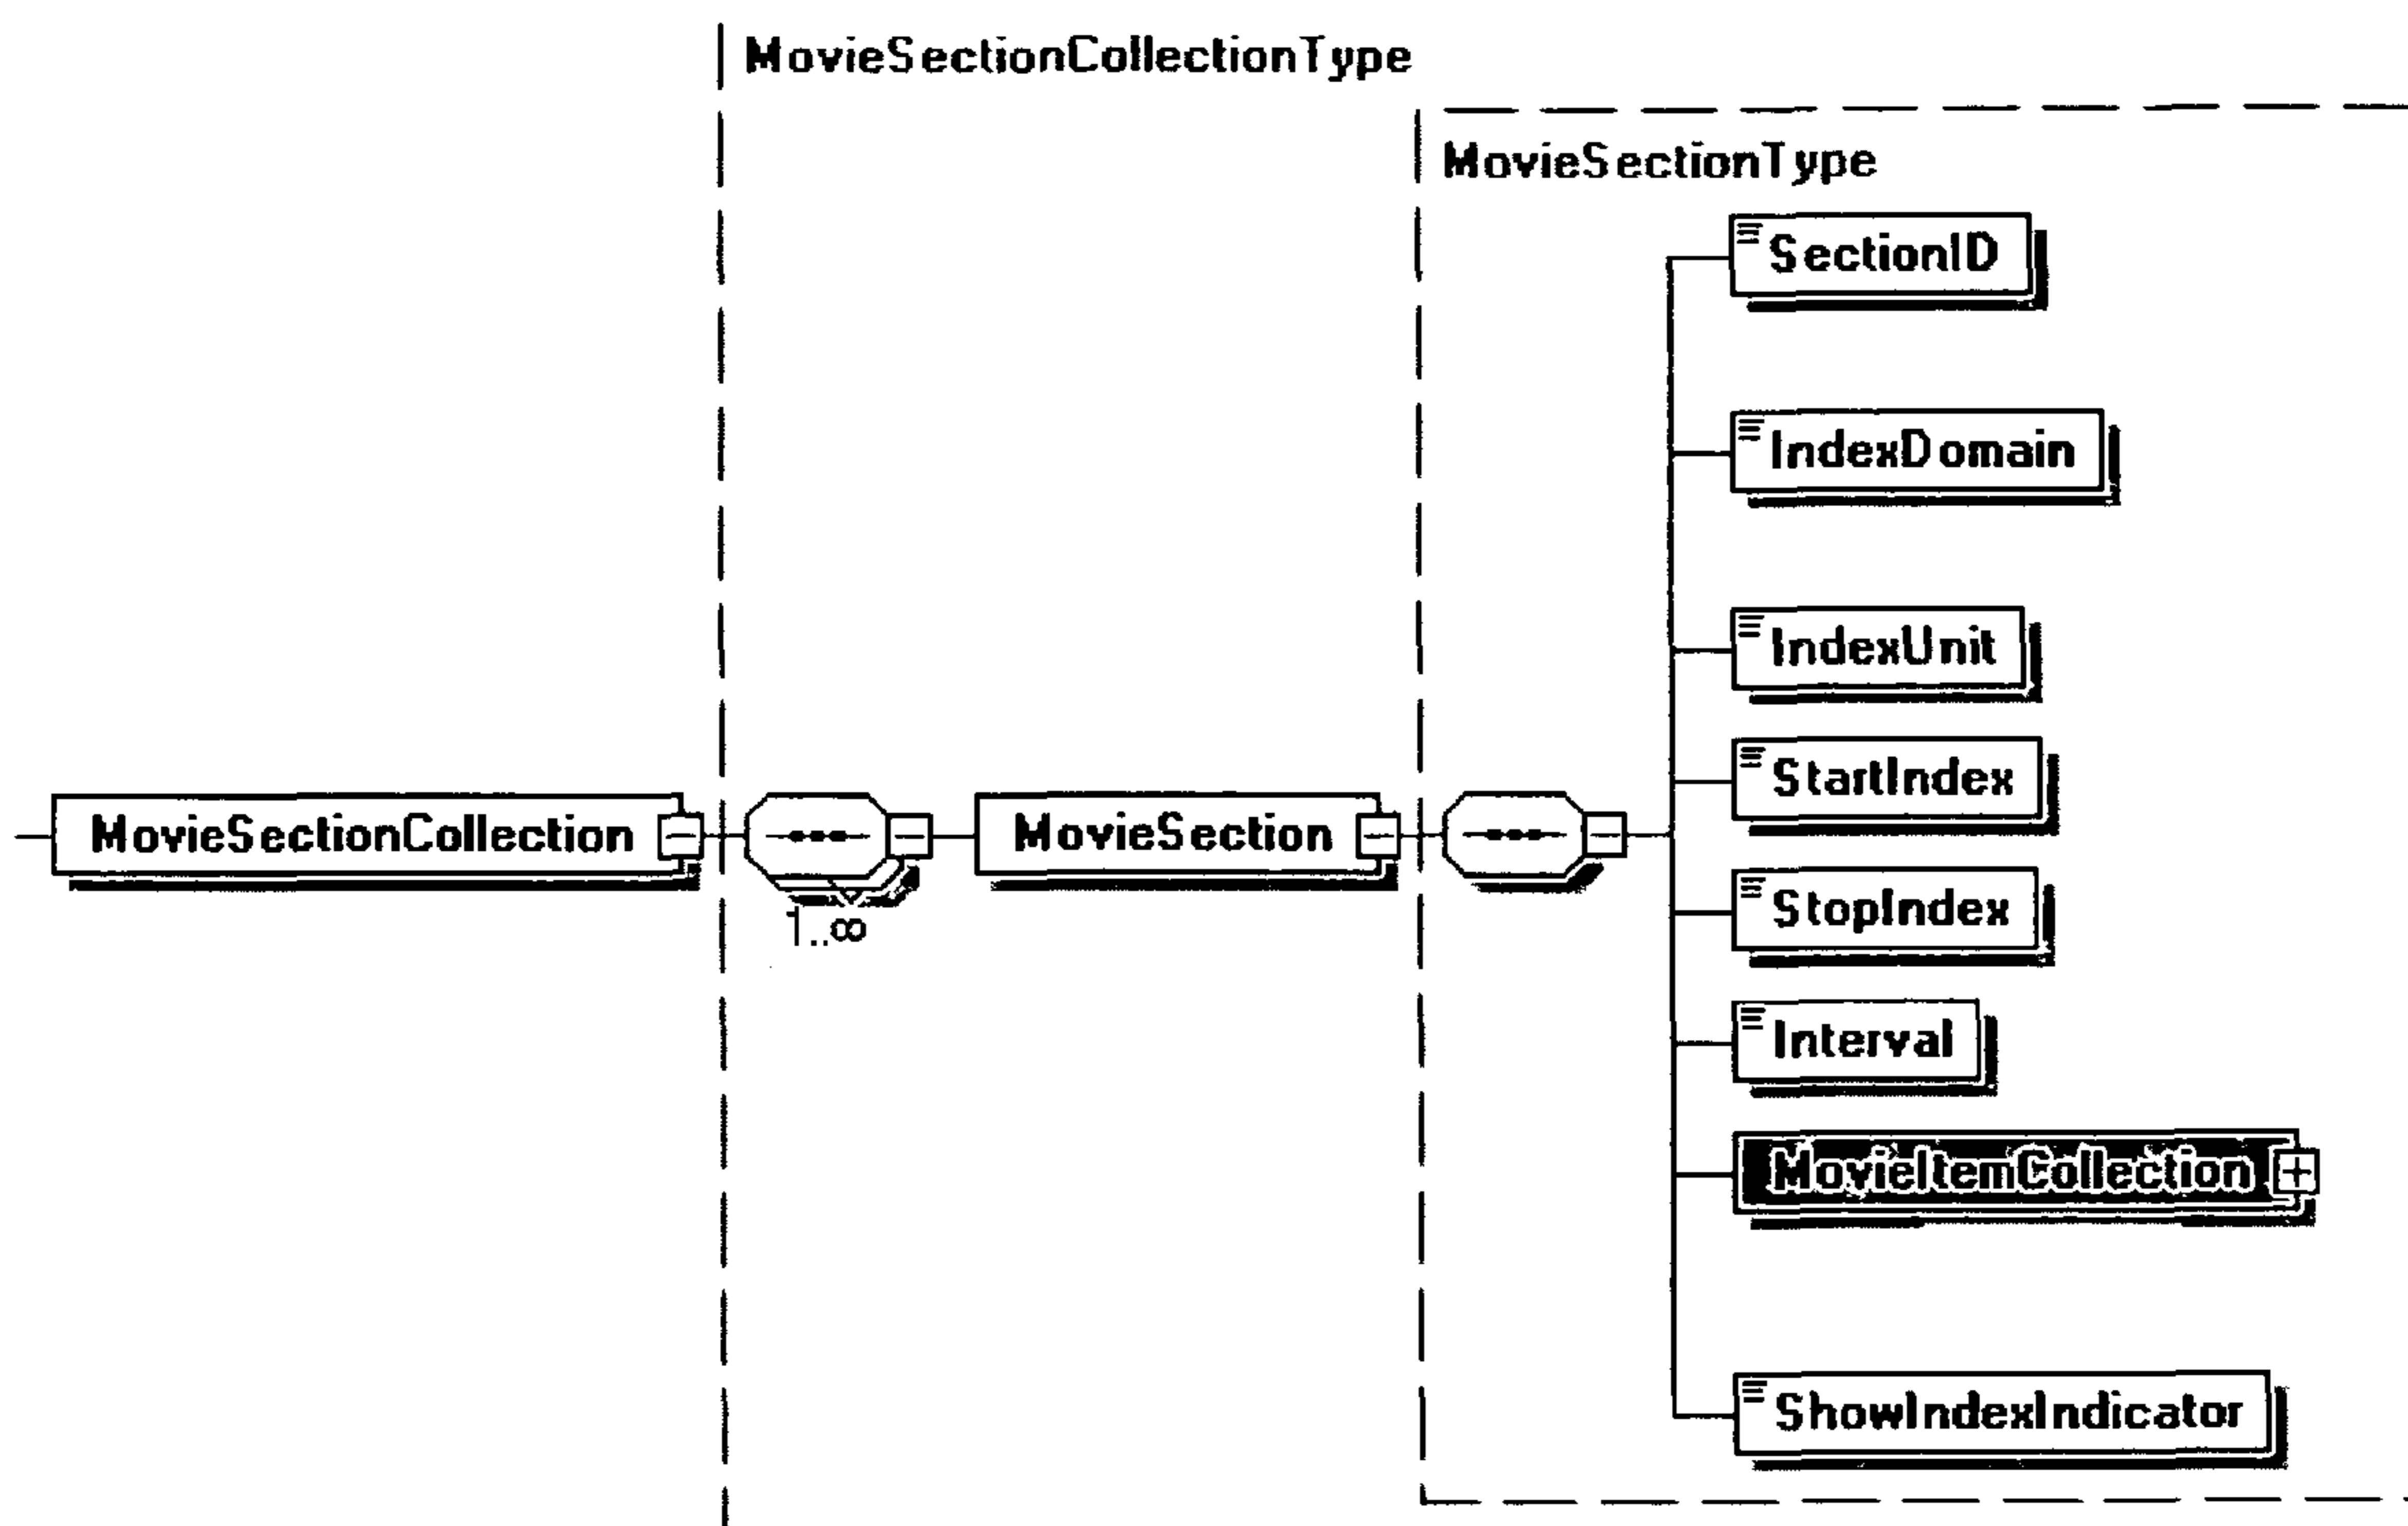 MovieSectionCollectionType
MovieSectionType
SectionID
IndexDomain
IndexUnit
StartIndex
StopIndex
Interval
MovieItemCollection
ShowIndexIndicator
MovieSectionCollection
MovieSection
1..∞